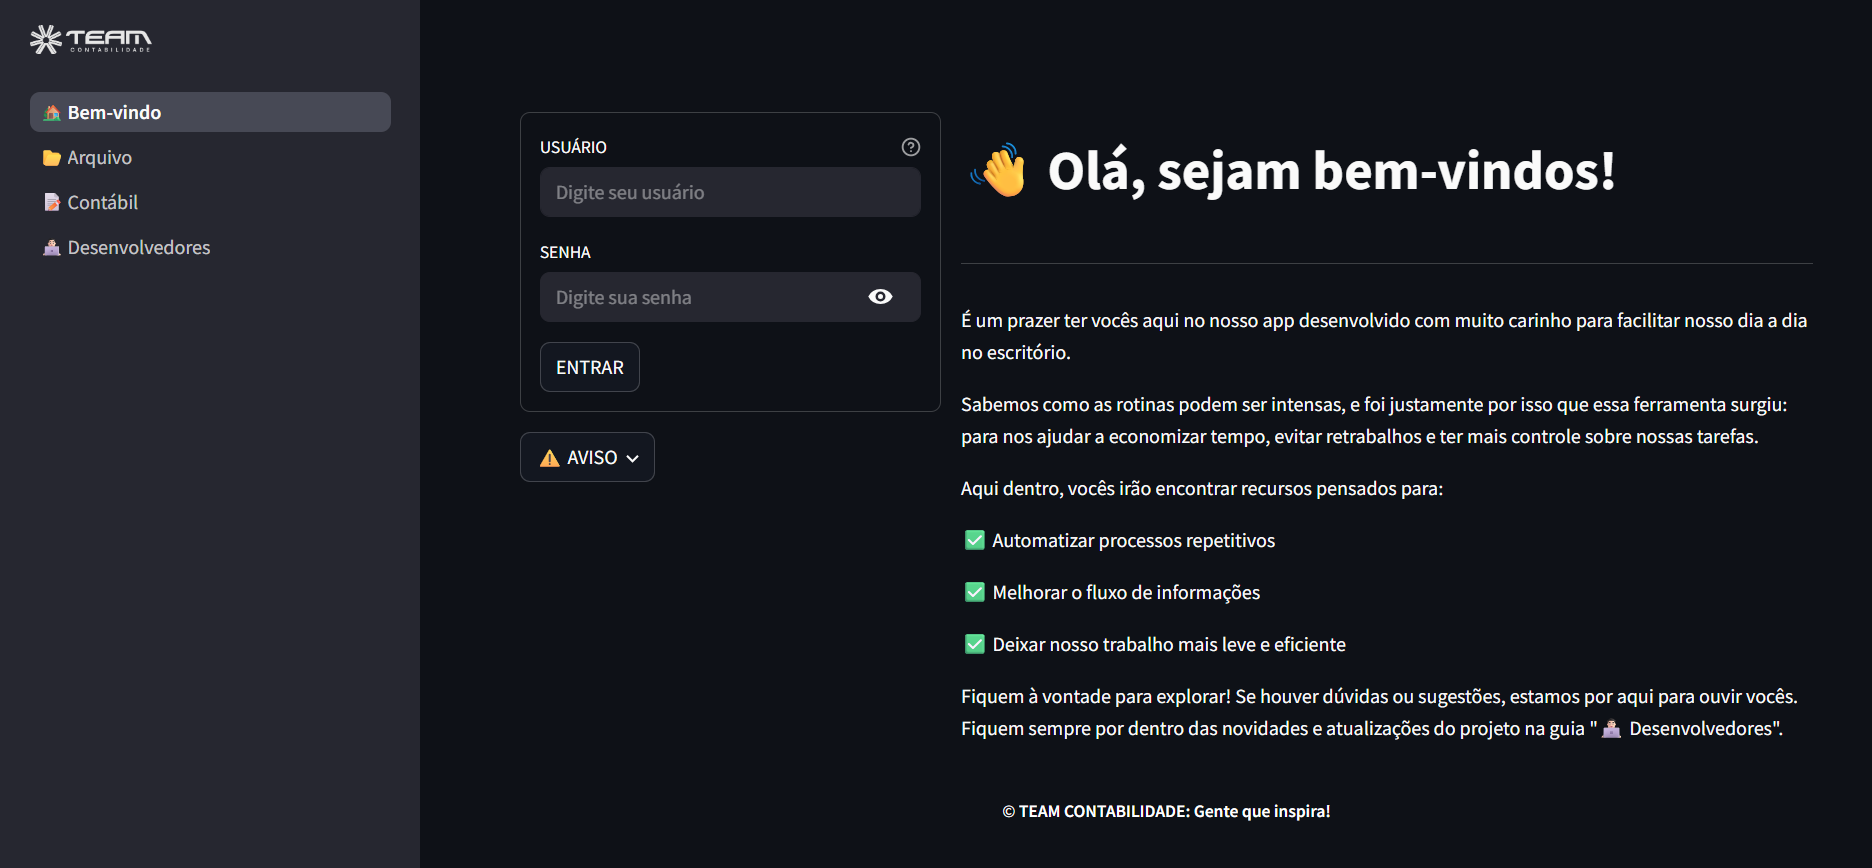 TEAM
CONTABILIDADE
Bem-vindo
Arquivo
Contábil
Desenvolvedores
USUÁRIO
Digite seu usuário
SENHA
Digite sua senha
ENTRAR
AVISO
Olá, sejam bem-vindos!
É um prazer ter vocês aqui no nosso app desenvolvido com muito carinho para facilitar nosso dia a dia
no escritório.
Sabemos como as rotinas podem ser intensas, e foi justamente por isso que essa ferramenta surgiu:
para nos ajudar a economizar tempo, evitar retrabalhos e ter mais controle sobre nossas tarefas.
Aqui dentro, vocês irão encontrar recursos pensados para:
✅ Automatizar processos repetitivos
✅ Melhorar o fluxo de informações
✅ Deixar nosso trabalho mais leve e eficiente
Fiquem à vontade para explorar! Se houver dúvidas ou sugestões, estamos por aqui para ouvir vocês.
Fiquem sempre por dentro das novidades e atualizações do projeto na guia "👨🏻‍💻 Desenvolvedores".
© TEAM CONTABILIDADE: Gente que inspira!